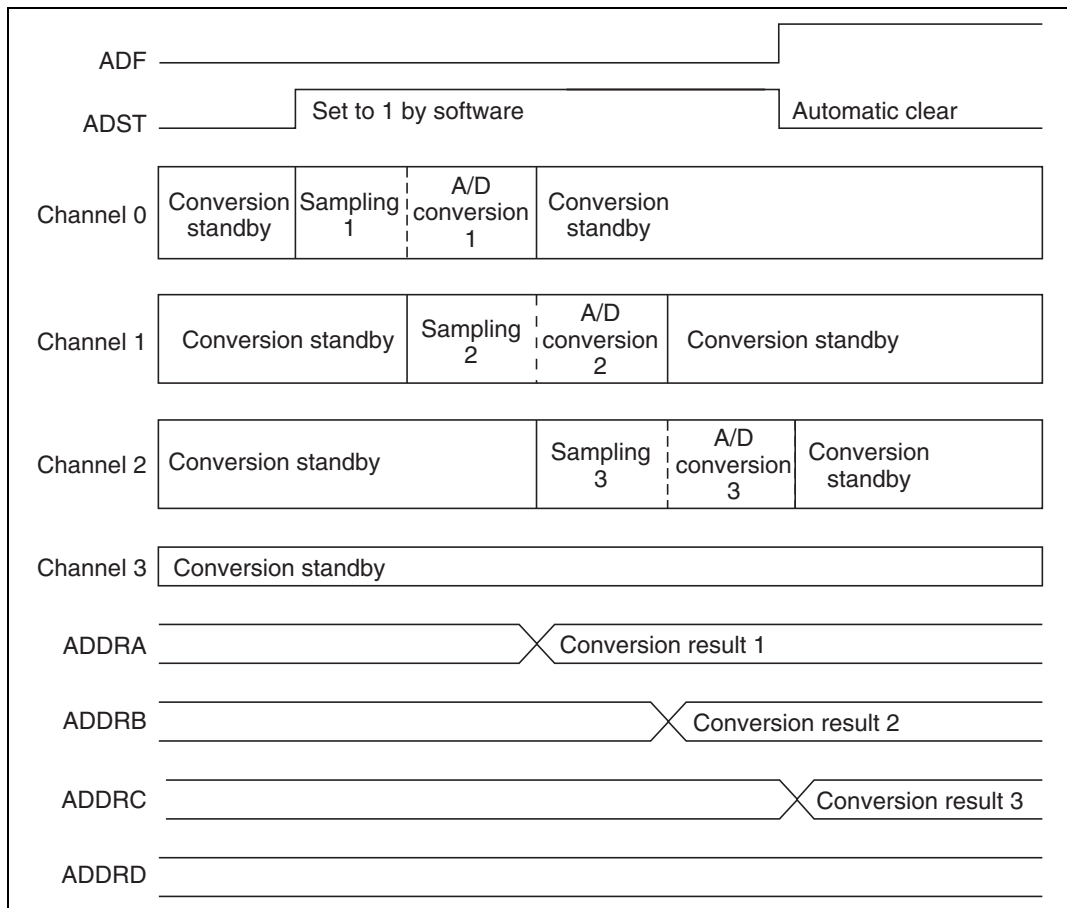 ADF
ADST Set to 1 by software Automatic clear
Channel 0 Conversion standby Sampling 1 A/D conversion 1 Conversion standby
Channel 1 Conversion standby Sampling 2 A/D conversion 2 Conversion standby
Channel 2 Conversion standby Sampling 3 A/D conversion 3 Conversion standby
Channel 3 Conversion standby
ADDRA Conversion result 1
ADDRB Conversion result 2
ADDRC Conversion result 3
ADDRD